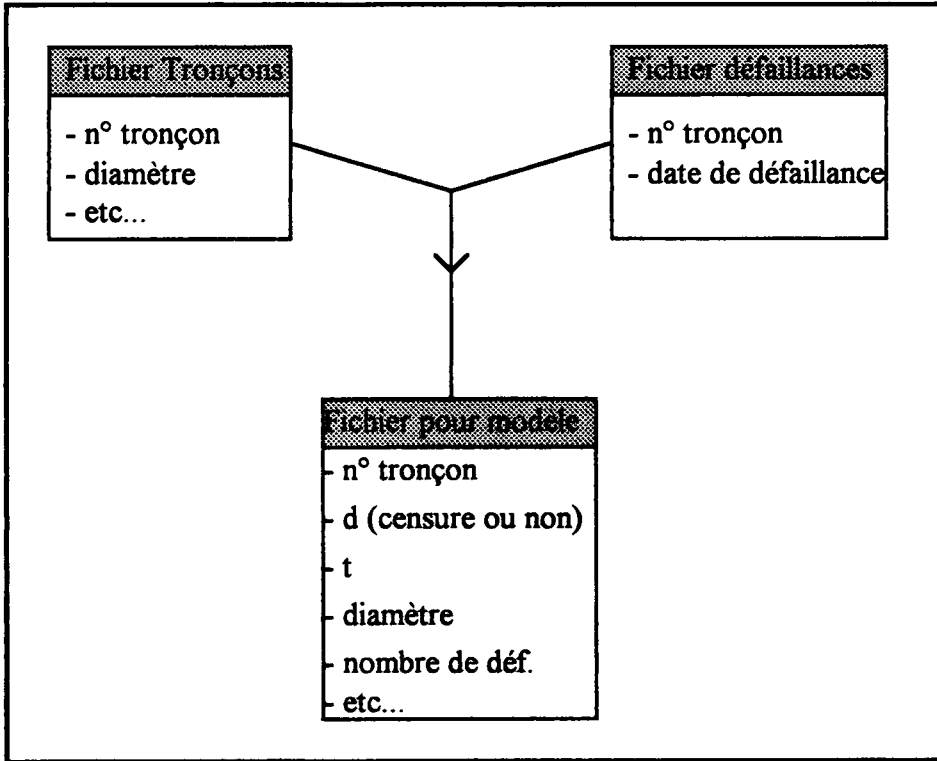 Fichier Tronçons
- n° tronçon
- diamètre
- etc...
Fichier défaillances
- n° tronçon
- date de défaillance
Fichier pour modèle
- n° tronçon
- d (censure ou non)
- t
- diamètre
- nombre de déf.
- etc...